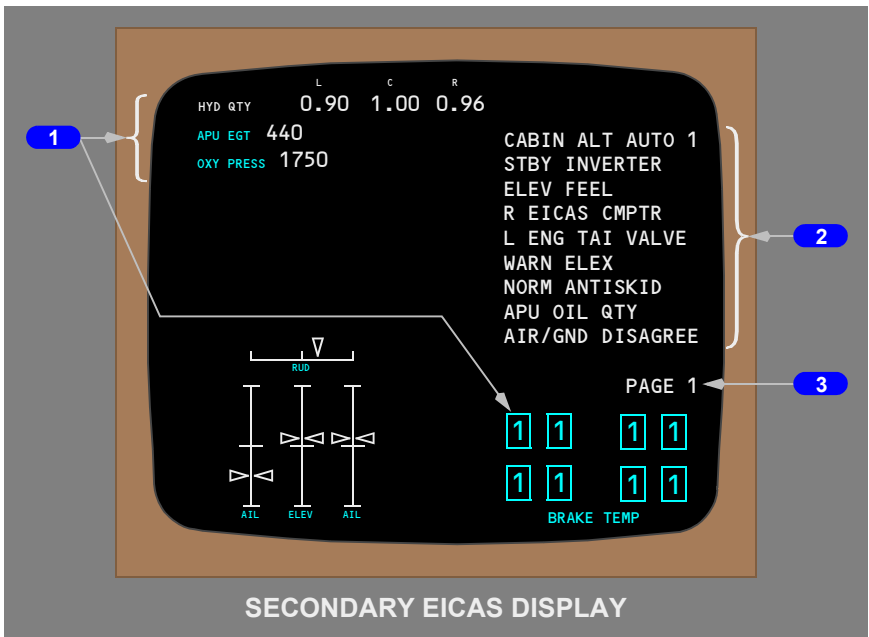 L C R
HYD QTY 0.90 1.00 0.96
APU EGT 440
OXY PRESS 1750
1
CABIN ALT AUTO 1
STBY INVERTER
ELEV FEEL
R EICAS CMPTR
L ENG TAI VALVE
WARN ELEX
NORM ANTISKID
APU OIL QTY
AIR/GND DISAGREE
2
PAGE 1
3
RUD
AIL ELEV AIL
1 1 1 1
1 1 1 1
BRAKE TEMP
SECONDARY EICAS DISPLAY